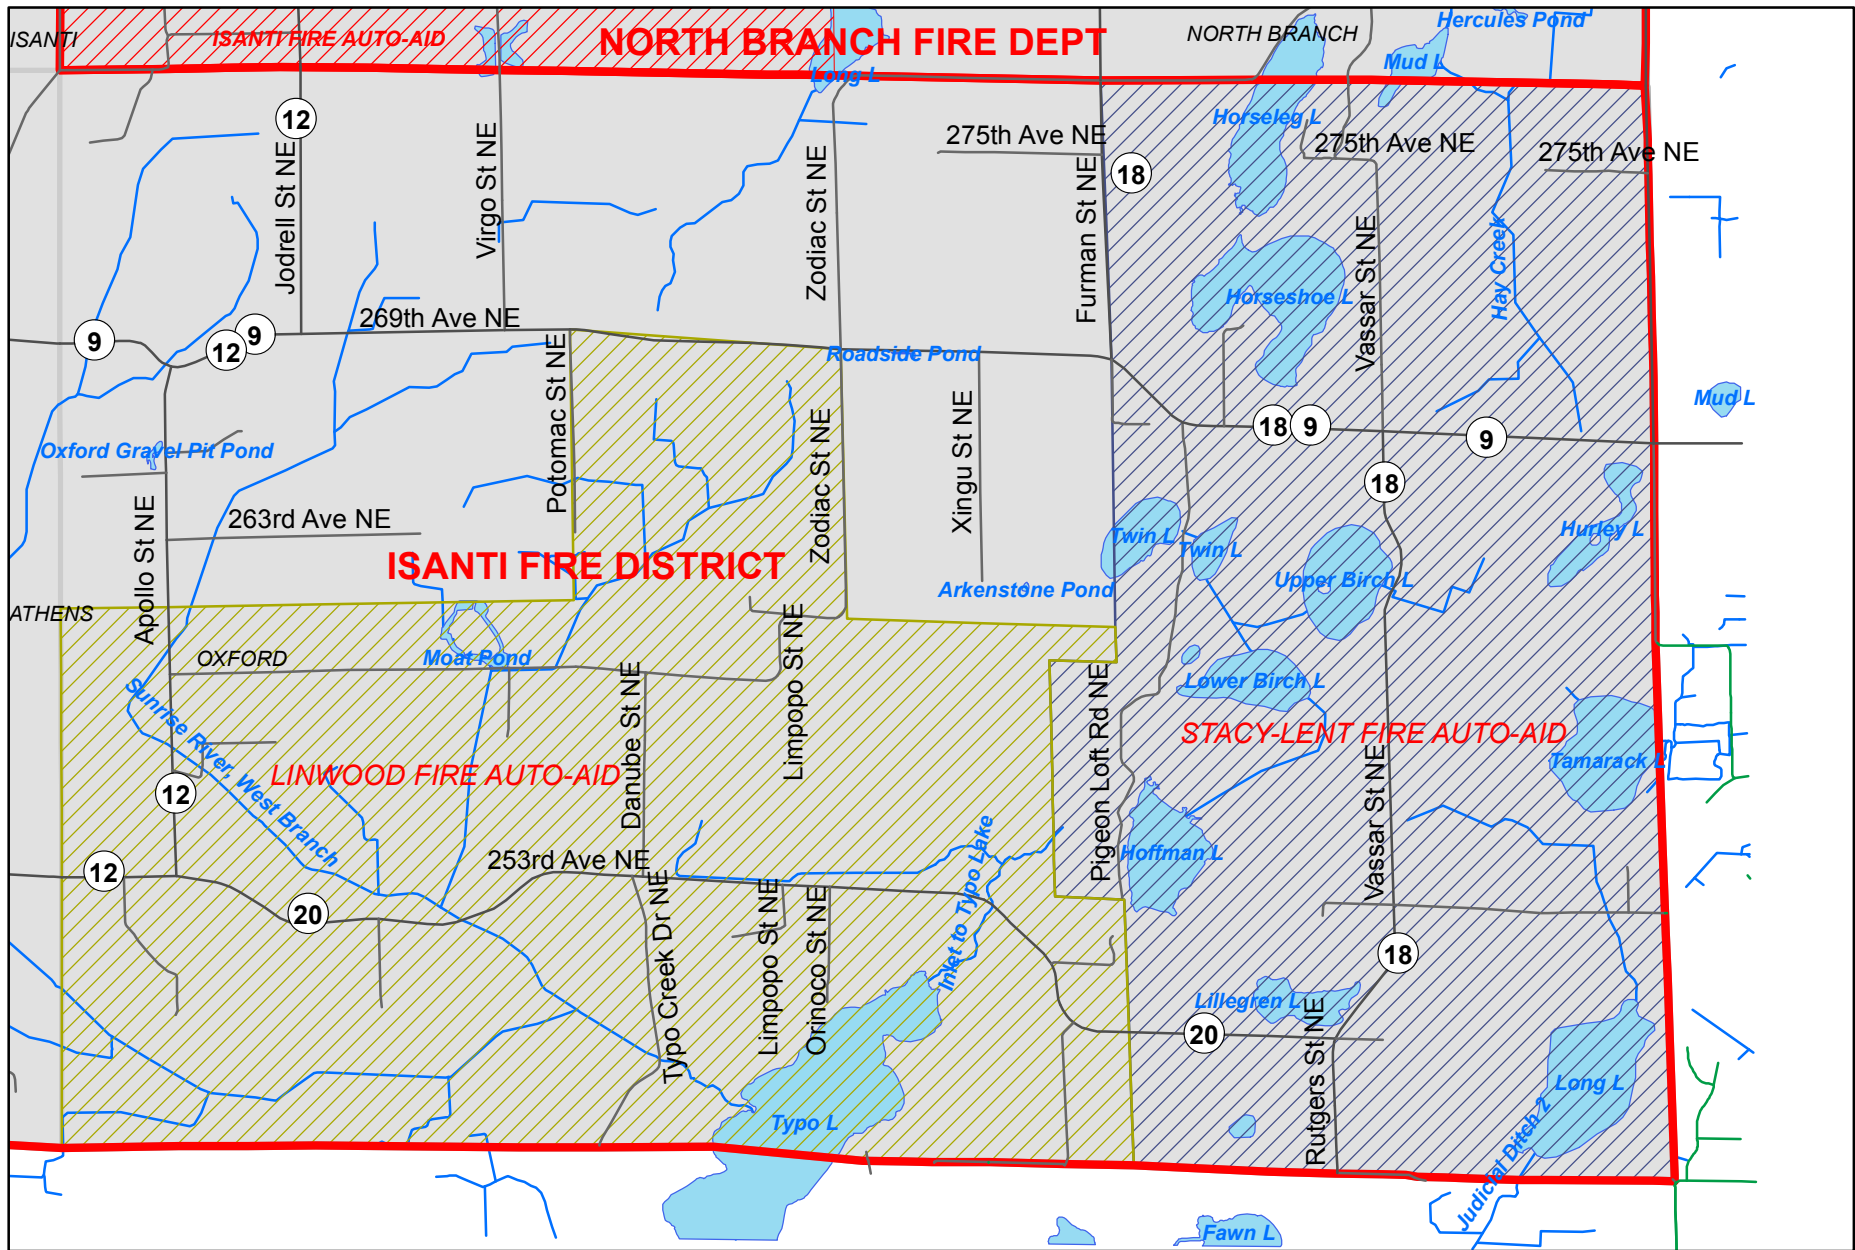 Hercules Pond
ISANTI
ISANTI FIRE AUTO-AID
NORTH BRANCH FIRE DEPT
NORTH BRANCH
Mud L
Long L
12
Horseleg L
275th Ave NE
275th Ave NE
275th Ave NE
18
Jodrell St NE
Virgo St NE
Zodiac St NE
Furman St NE
Vassar St NE
Hay Creek
Horseshoe L
269th Ave NE
9
12
9
Roadside Pond
Mud L
Potomac St NE
Zodiac St NE
Xingu St NE
18
9
9
Oxford Gravel Pit Pond
18
263rd Ave NE
Apollo St NE
Twin L
Twin L
Hurley L
ISANTI FIRE DISTRICT
Upper Birch L
Arkenstone Pond
ATHENS
OXFORD
Moat Pond
Limpopo St NE
Danube St NE
Pigeon Loft Rd NE
Lower Birch L
Sunrise River, West Branch
STACY-LENT FIRE AUTO-AID
Tamarack L
LINWOOD FIRE AUTO-AID
12
Vassar St NE
Hoffman L
253rd Ave NE
12
20
Typo Creek Dr NE
Limpopo St NE
Orinoco St NE
Inlet to Typo Lake
18
Lillegren L
20
Rutgers St NE
Long L
Typo L
Judicial Ditch 2
Fawn L